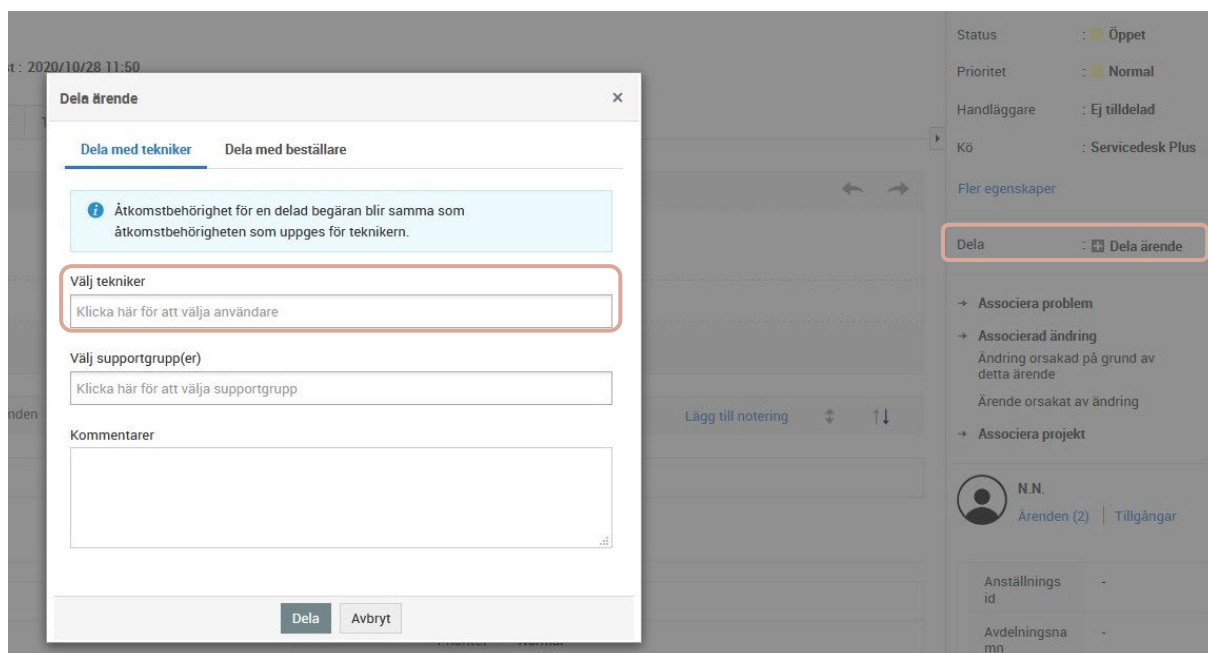 st : 2020/10/28 11:50
Dela ärende
Dela med tekniker
Dela med beställare
Åtkomstbehörighet för en delad begäran blir samma som
åtkomstbehörigheten som uppges för teknikern.
Välj tekniker
Klicka här för att välja användare
Välj supportgrupp(er)
Klicka här för att välja supportgrupp
Kommentarer
Dela
Avbryt
nden
Lägg till notering
Prioritet Normal
Status : Öppet
Prioritet : Normal
Handläggare : Ej tilldelad
Kö : Servicedesk Plus
Fler egenskaper
Dela : Dela ärende
Associera problem
Associerad ändring
Ändring orsakad på grund av
detta ärende
Ärende orsakat av ändring
Associera projekt
N.N.
Ärenden (2) | Tillgångar
Anställnings -
id
Avdelningsna -
mn